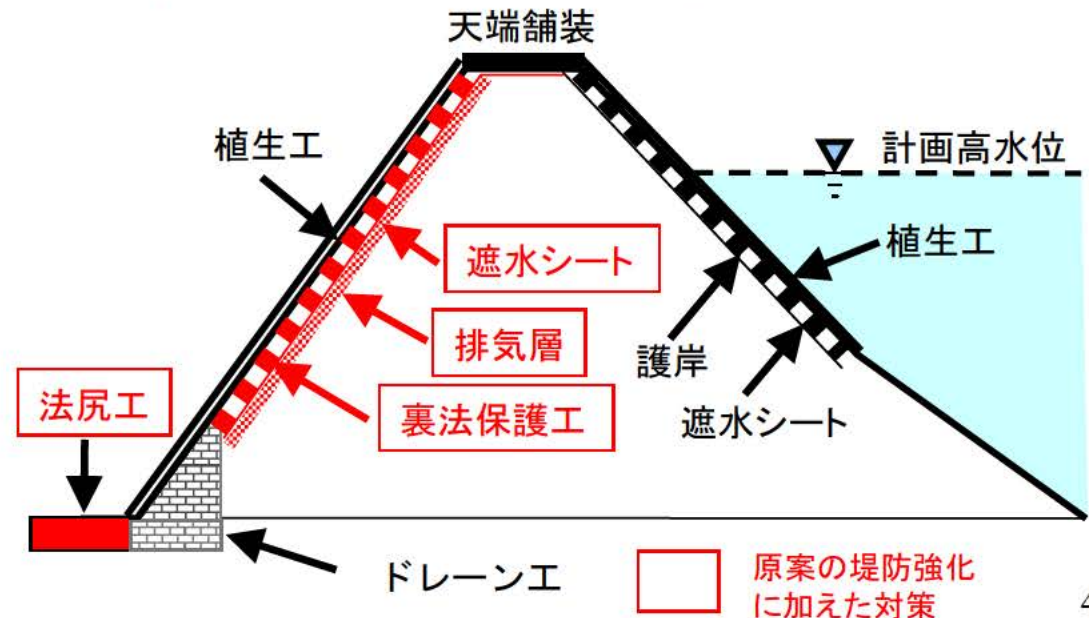 天端舗装
植生工
計画高水位
植生工
遮水シート
排気層
護岸
法尻工
裏法保護工
遮水シート
ドレーン工
原案の堤防強化
に加えた対策